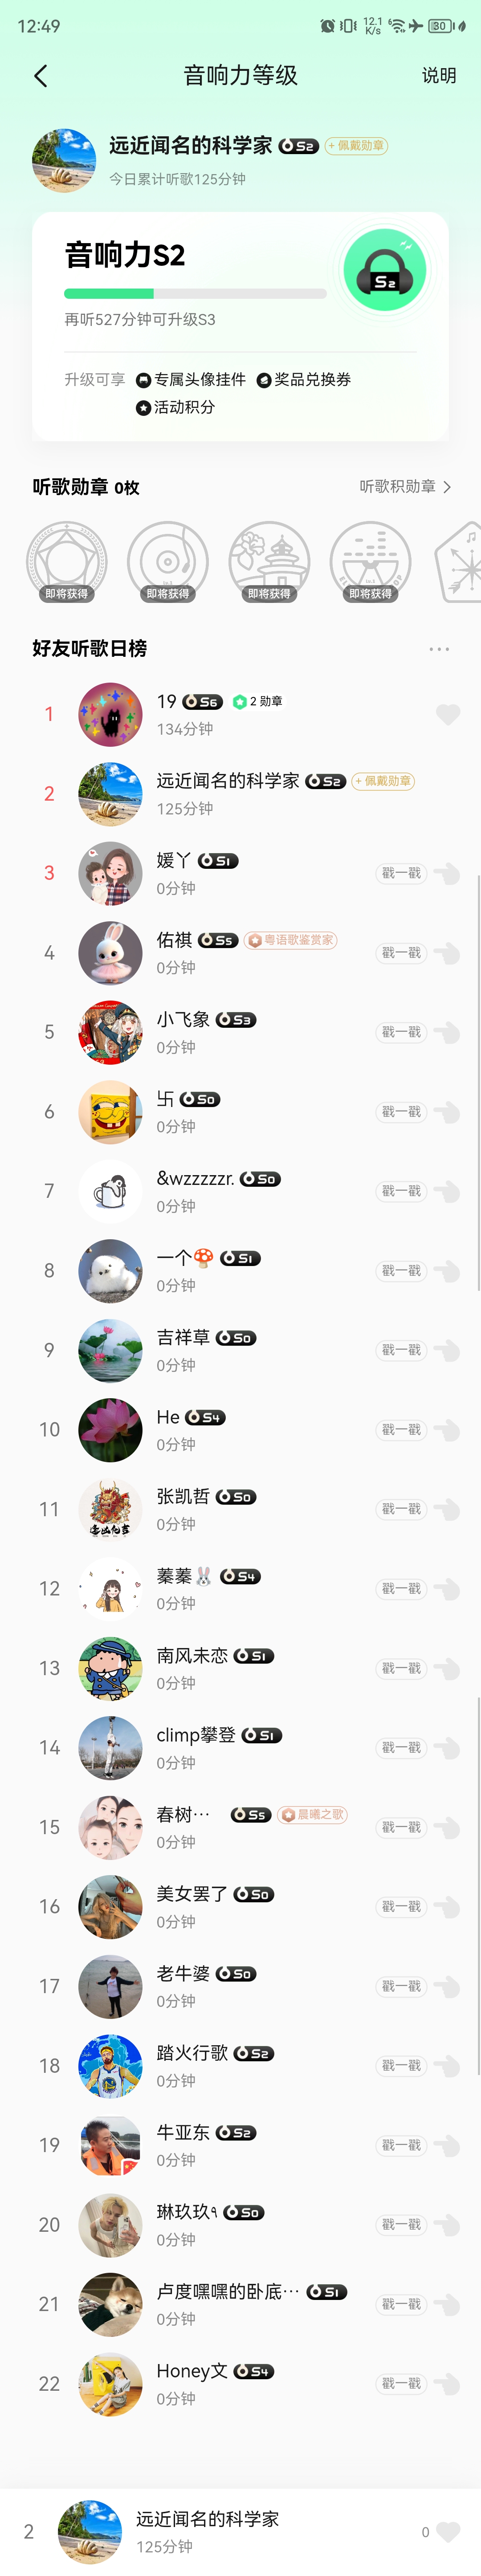 12:49
12.1 K/s 6 30
音响力等级
说明
远近闻名的科学家 S2 + 佩戴勋章
今日累计听歌125分钟
音响力S2
S2
再听527分钟可升级S3
升级可享 专属头像挂件 奖品兑换券
活动积分
听歌勋章 0枚
听歌积勋章
即将获得 即将获得 即将获得 即将获得
好友听歌日榜
1 19 S6 2 勋章
134分钟
2 远近闻名的科学家 S2 + 佩戴勋章
125分钟
3 媛丫 S1 戳一戳
0分钟
4 佑祺 S5 粤语歌鉴赏家 戳一戳
0分钟
5 小飞象 S3 戳一戳
0分钟
6 卐 S0 戳一戳
0分钟
7 &wzzzzzr. S0 戳一戳
0分钟
8 一个🍄 S1 戳一戳
0分钟
9 吉祥草 S0 戳一戳
0分钟
10 He S4 戳一戳
0分钟
11 张凯哲 S0 戳一戳
0分钟
12 蓁蓁🐰 S4 戳一戳
0分钟
13 南风未恋 S1 戳一戳
0分钟
14 climp攀登 S1 戳一戳
0分钟
15 春树… S5 晨曦之歌 戳一戳
0分钟
16 美女罢了 S0 戳一戳
0分钟
17 老牛婆 S0 戳一戳
0分钟
18 踏火行歌 S2 戳一戳
0分钟
19 牛亚东 S2 戳一戳
0分钟
20 琳玖玖٩ S0 戳一戳
0分钟
21 卢度嘿嘿的卧底… S1 戳一戳
0分钟
22 Honey文 S4 戳一戳
0分钟
2 远近闻名的科学家 0
125分钟